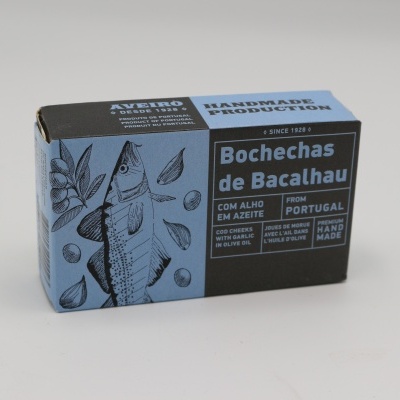 AVEIRO
DESDE 1928
PRODUTO DE PORTUGAL
PRODUCT OF PORTUGAL
PRODUIT DU PORTUGAL
HANDMADE
PRODUCTION
SINCE 1928
Bochechas
de Bacalhau
COM ALHO
EM AZEITE
FROM
PORTUGAL
COD CHEEKS
WITH GARLIC
IN OLIVE OIL
JOUES DE MORUE
AVEC L'AIL DANS
L'HUILE D'OLIVE
PREMIUM
HAND
MADE